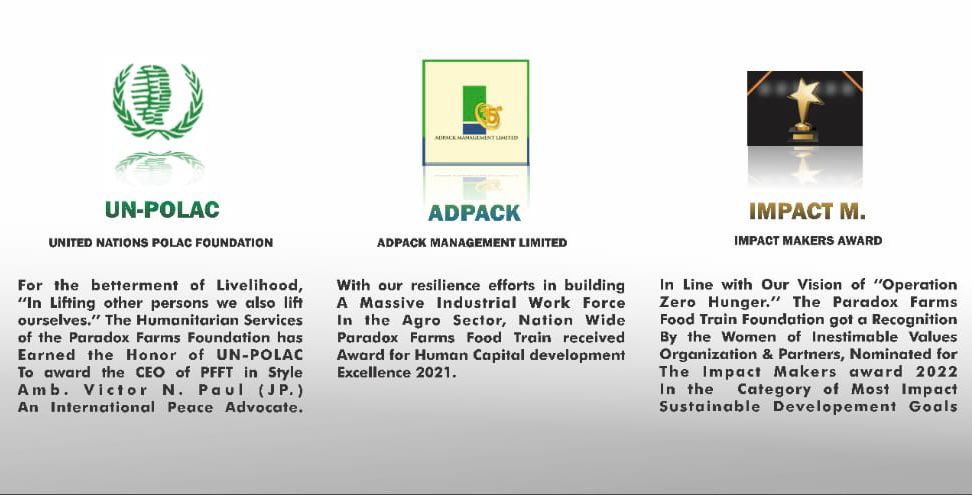 ADPACK MANAGEMENT LIMITED
UN-POLAC
UNITED NATIONS POLAC FOUNDATION
For the betterment of Livelihood,
“In Lifting other persons we also lift
ourselves.” The Humanitarian Services
of the Paradox Farms Foundation has
Earned the Honor of UN-POLAC
To award the CEO of PFFT in Style
Amb. Victor N. Paul (JP.)
An International Peace Advocate.
ADPACK
ADPACK MANAGEMENT LIMITED
With our resilience efforts in building
A Massive Industrial Work Force
In the Agro Sector, Nation Wide
Paradox Farms Food Train received
Award for Human Capital development
Excellence 2021.
IMPACT M.
IMPACT MAKERS AWARD
In Line with Our Vision of “Operation
Zero Hunger.” The Paradox Farms
Food Train Foundation got a Recognition
By the Women of Inestimable Values
Organization & Partners, Nominated for
The Impact Makers award 2022
In the Category of Most Impact
Sustainable Developement Goals